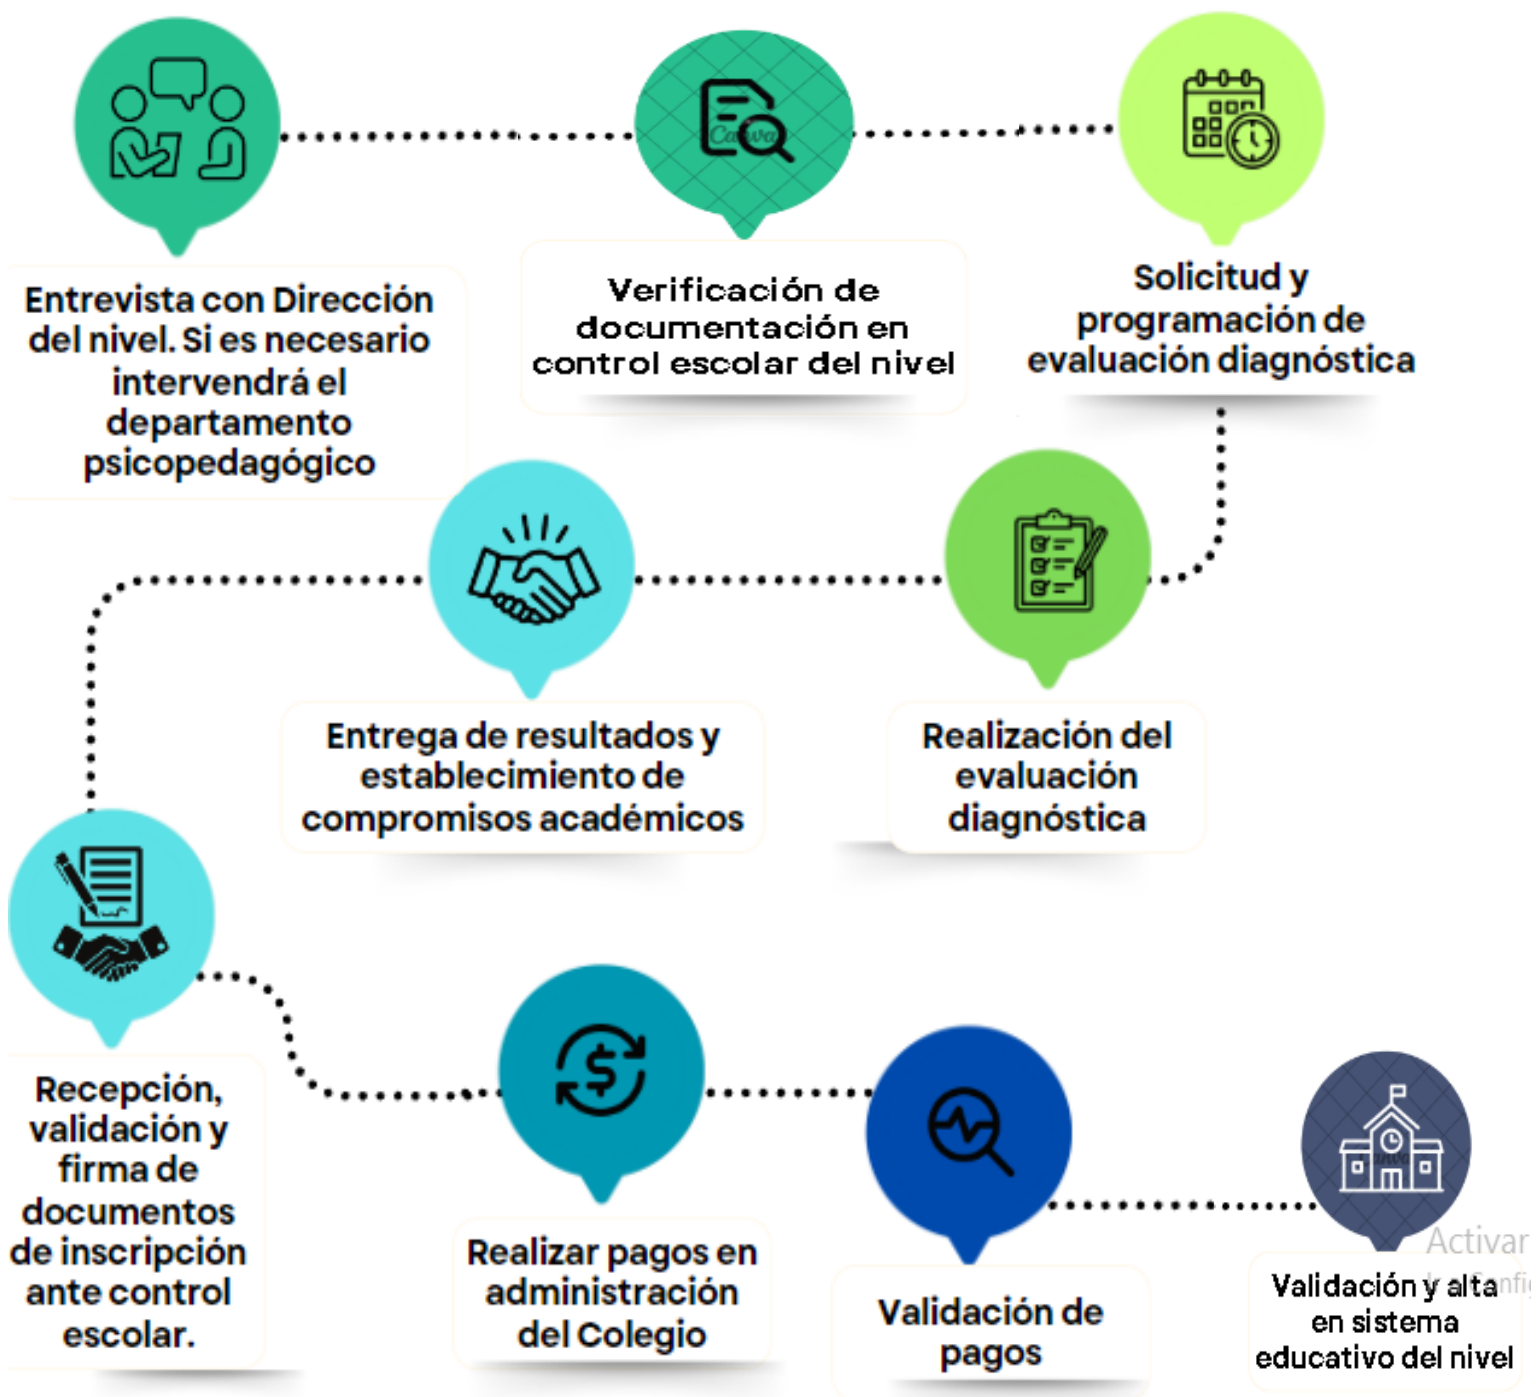 Entrevista con Dirección
del nivel. Si es necesario
intervendrá el
departamento
psicopedagógico
Canva
Verificación de
documentación en
control escolar del nivel
Solicitud y
programación de
evaluación diagnóstica
Realización del
evaluación
diagnóstica
Entrega de resultados y
establecimiento de
compromisos académicos
Recepción,
validación y
firma de
documentos
de inscripción
ante control
escolar.
$
Realizar pagos en
administración
del Colegio
Validación de
pagos
Activar
Validación y alta
en sistema
educativo del nivel